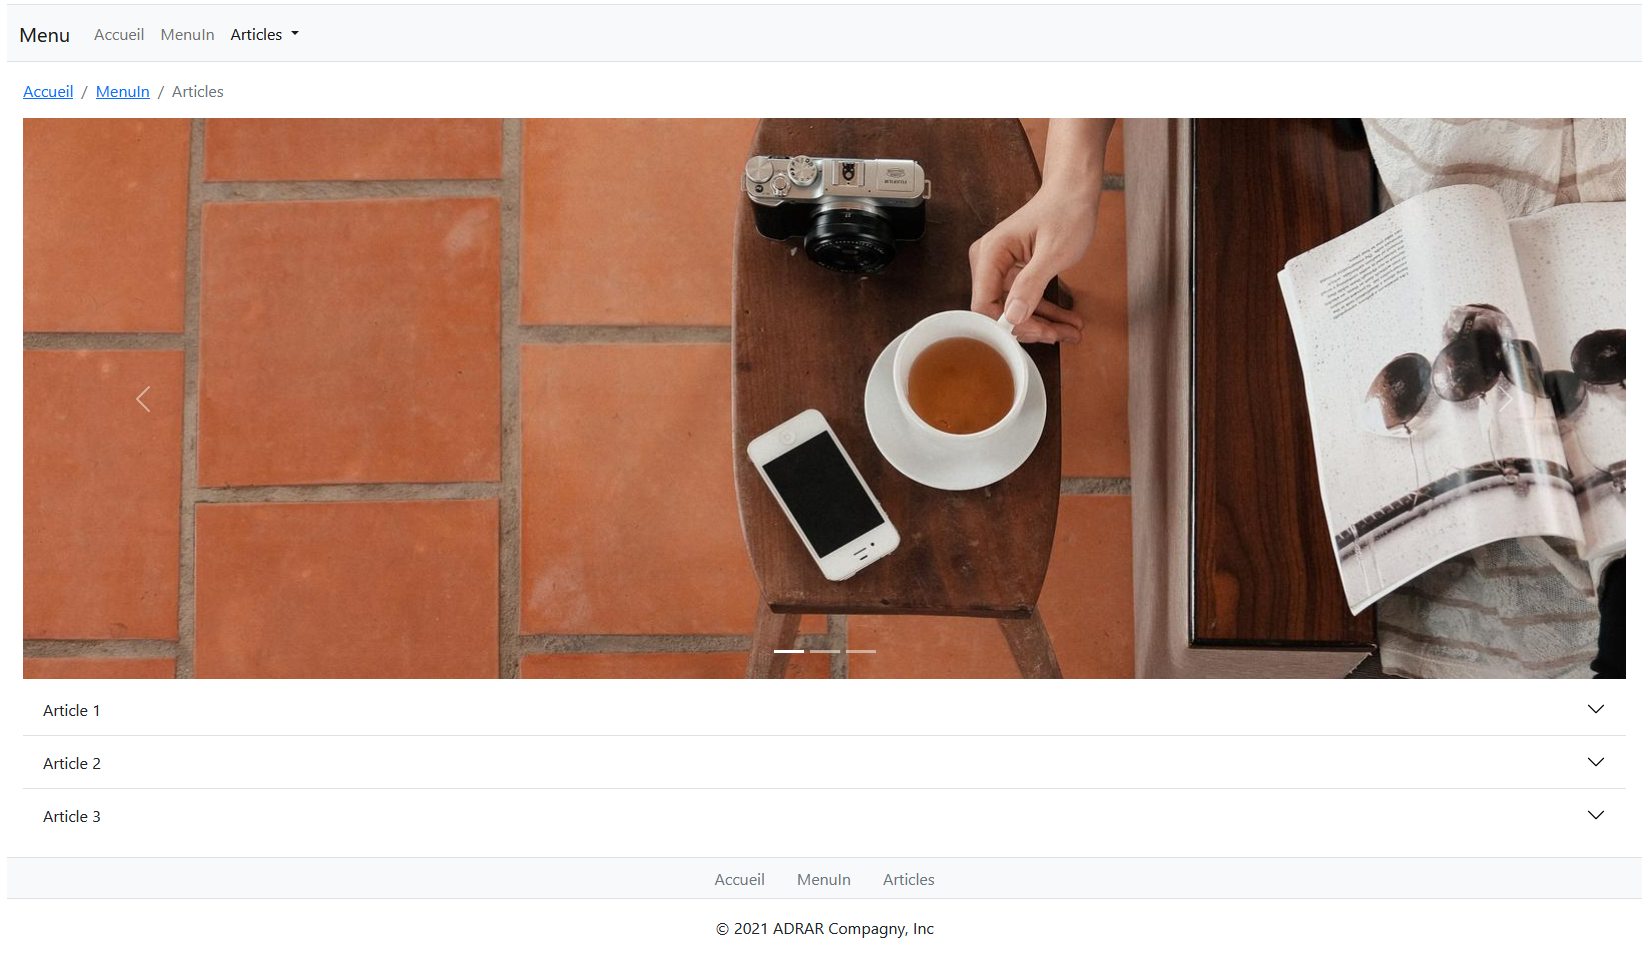 Menu Accueil MenuIn Articles
Accueil / MenuIn / Articles
Article 1
Article 2
Article 3
Accueil MenuIn Articles
© 2021 ADRAR Compagny, Inc